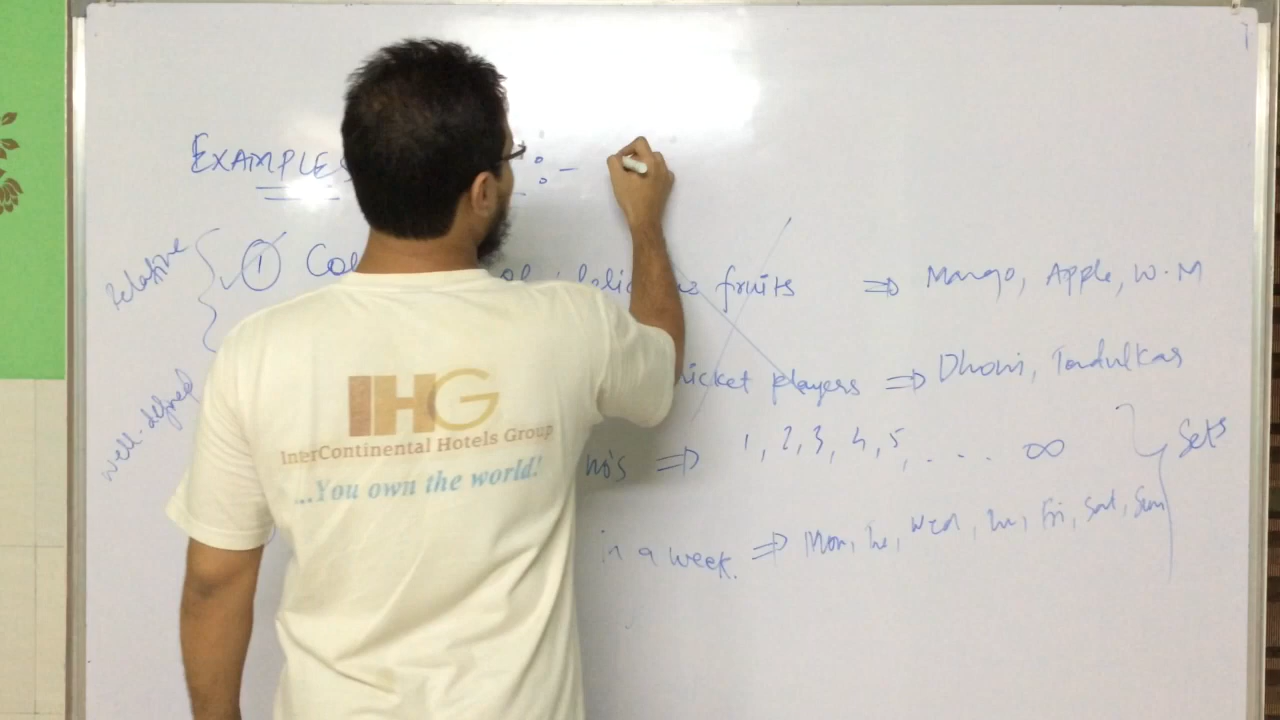 EXAMPLES :-
relative
① Col of delicious fruits ⇒ Mango, Apple, W.M
cricket players ⇒ Dhoni, Tendulkar
well-defined
no's ⇒ 1, 2, 3, 4, 5, . . . . ∞
Sets
in a week. ⇒ Mon, Tue, Wed, Thu, Fri, Sat, Sun
IHG
InterContinental Hotels Group
...You own the world!